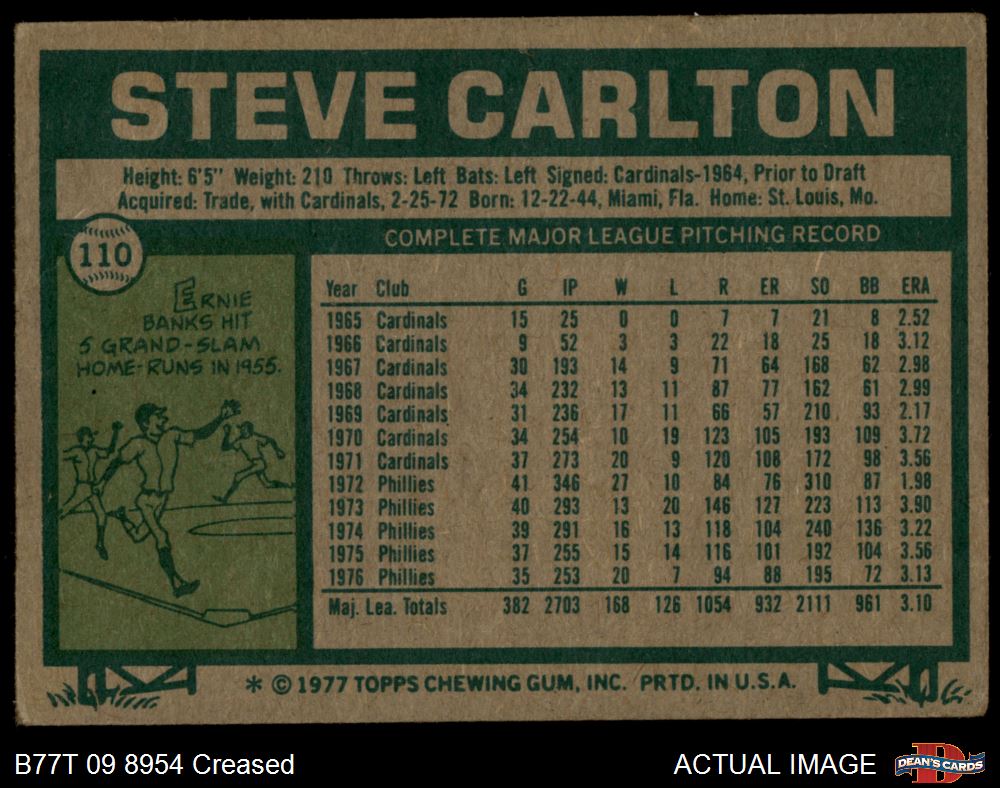 STEVE CARLTON
Height: 6'5" Weight: 210 Throws: Left Bats: Left Signed: Cardinals-1964, Prior to Draft
Acquired: Trade, with Cardinals, 2-25-72 Born: 12-22-44, Miami, Fla. Home: St. Louis, Mo.
110
ERNIE
BANKS HIT
5 GRAND-SLAM
HOME-RUNS IN 1955.
COMPLETE MAJOR LEAGUE PITCHING RECORD
Year Club G IP W L R ER SO BB ERA
1965 Cardinals 15 25 0 0 7 7 21 8 2.52
1966 Cardinals 9 52 3 3 22 18 25 18 3.12
1967 Cardinals 30 193 14 9 71 64 168 62 2.98
1968 Cardinals 34 232 13 11 87 77 162 61 2.99
1969 Cardinals 31 236 17 11 66 57 210 93 2.17
1970 Cardinals 34 254 10 19 123 105 193 109 3.72
1971 Cardinals 37 273 20 9 120 108 172 98 3.56
1972 Phillies 41 346 27 10 84 76 310 87 1.98
1973 Phillies 40 293 13 20 146 127 223 113 3.90
1974 Phillies 39 291 16 13 118 104 240 136 3.22
1975 Phillies 37 255 15 14 116 101 192 104 3.56
1976 Phillies 35 253 20 7 94 88 195 72 3.13
Maj. Lea. Totals 382 2703 168 126 1054 932 2111 961 3.10
* © 1977 TOPPS CHEWING GUM, INC. PRTD. IN U.S.A.
B77T 09 8954 Creased
ACTUAL IMAGE
D
DEAN'S CARDS